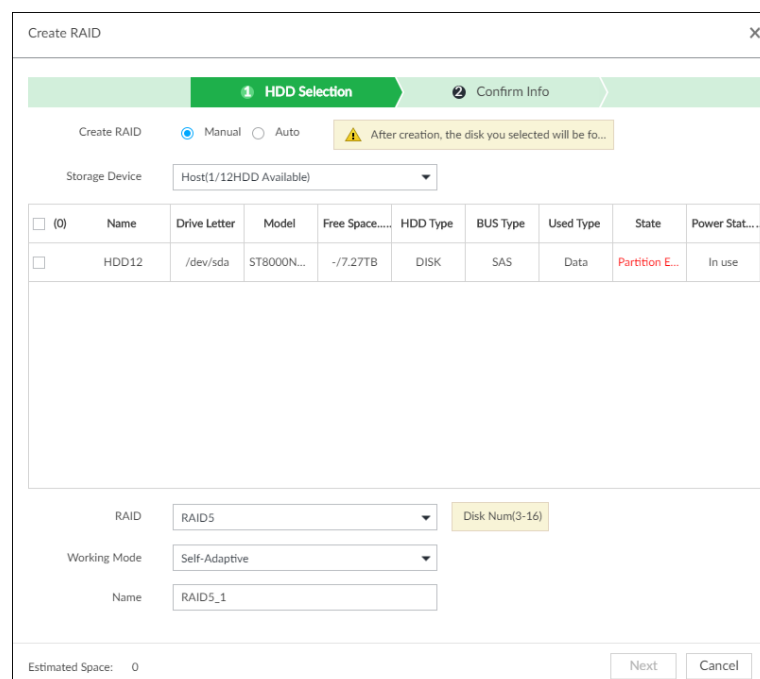 Create RAID
1 HDD Selection 2 Confirm Info
Create RAID Manual Auto After creation, the disk you selected will be fo...
Storage Device Host(1/12HDD Available)
(0) Name Drive Letter Model Free Space..... HDD Type BUS Type Used Type State Power Stat...
HDD12 /dev/sda ST8000N... -/7.27TB DISK SAS Data Partition E... In use
RAID RAID5 Disk Num(3-16)
Working Mode Self-Adaptive
Name RAID5_1
Estimated Space: 0 Next Cancel